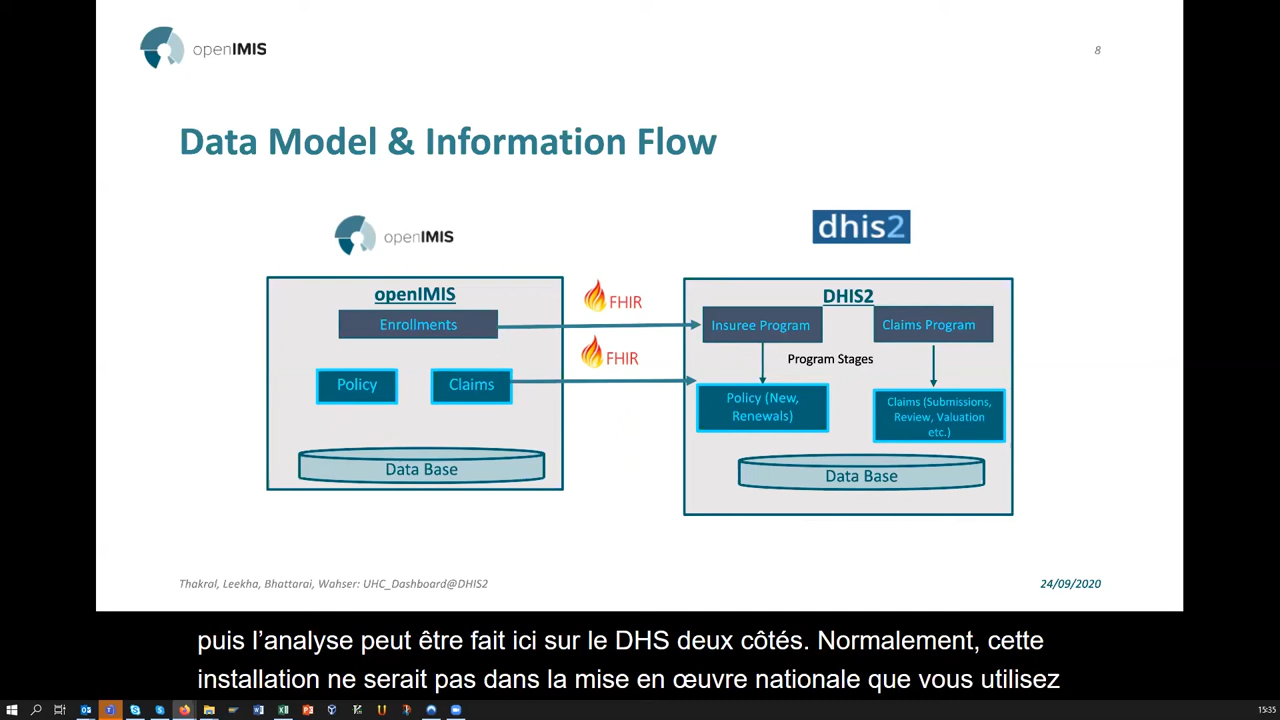 openIMIS
8
Data Model & Information Flow
openIMIS
dhis2
openIMIS
Enrollments
Policy
Claims
Data Base
FHIR
FHIR
DHIS2
Insuree Program
Claims Program
Program Stages
Policy (New,
Renewals)
Claims (Submissions,
Review, Valuation
etc.)
Data Base
Thakral, Leekha, Bhattarai, Wahser: UHC_Dashboard@DHIS2
24/09/2020
puis l’analyse peut être fait ici sur le DHS deux côtés. Normalement, cette
installation ne serait pas dans la mise en œuvre nationale que vous utilisez
15:35